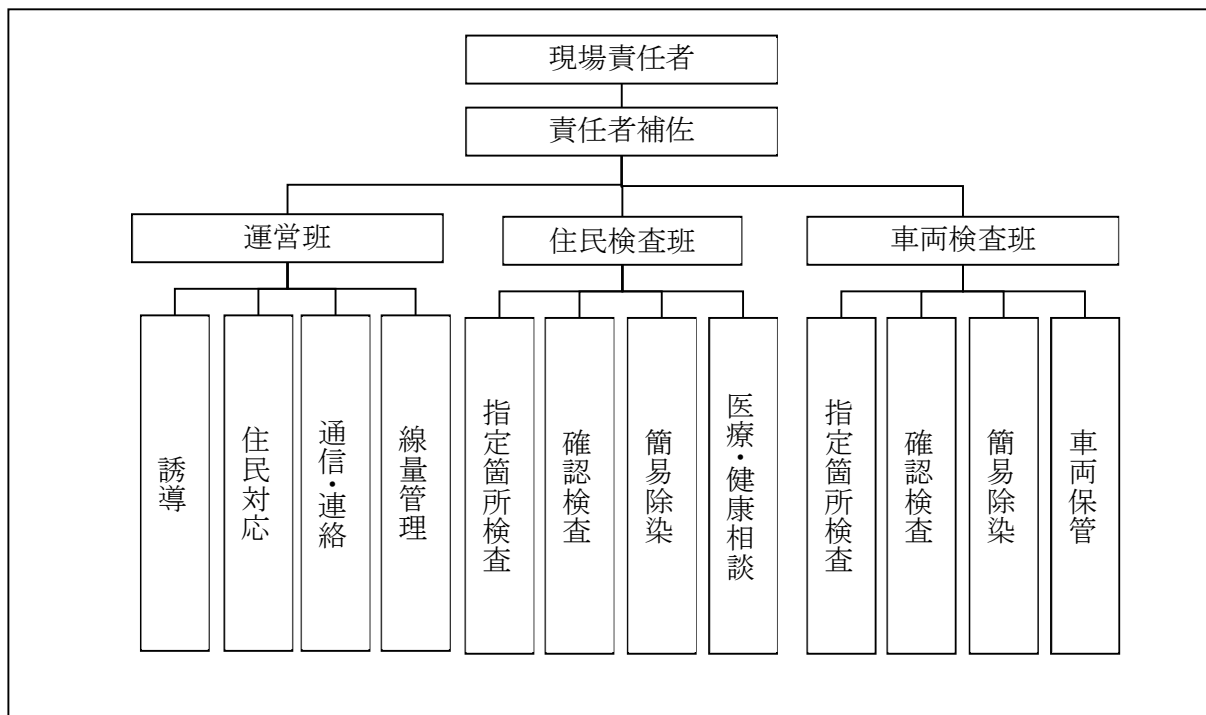 現場責任者
責任者補佐
運営班
住民検査班
車両検査班
誘導
住民対応
通信・連絡
線量管理
指定箇所検査
確認検査
簡易除染
医療・健康相談
指定箇所検査
確認検査
簡易除染
車両保管